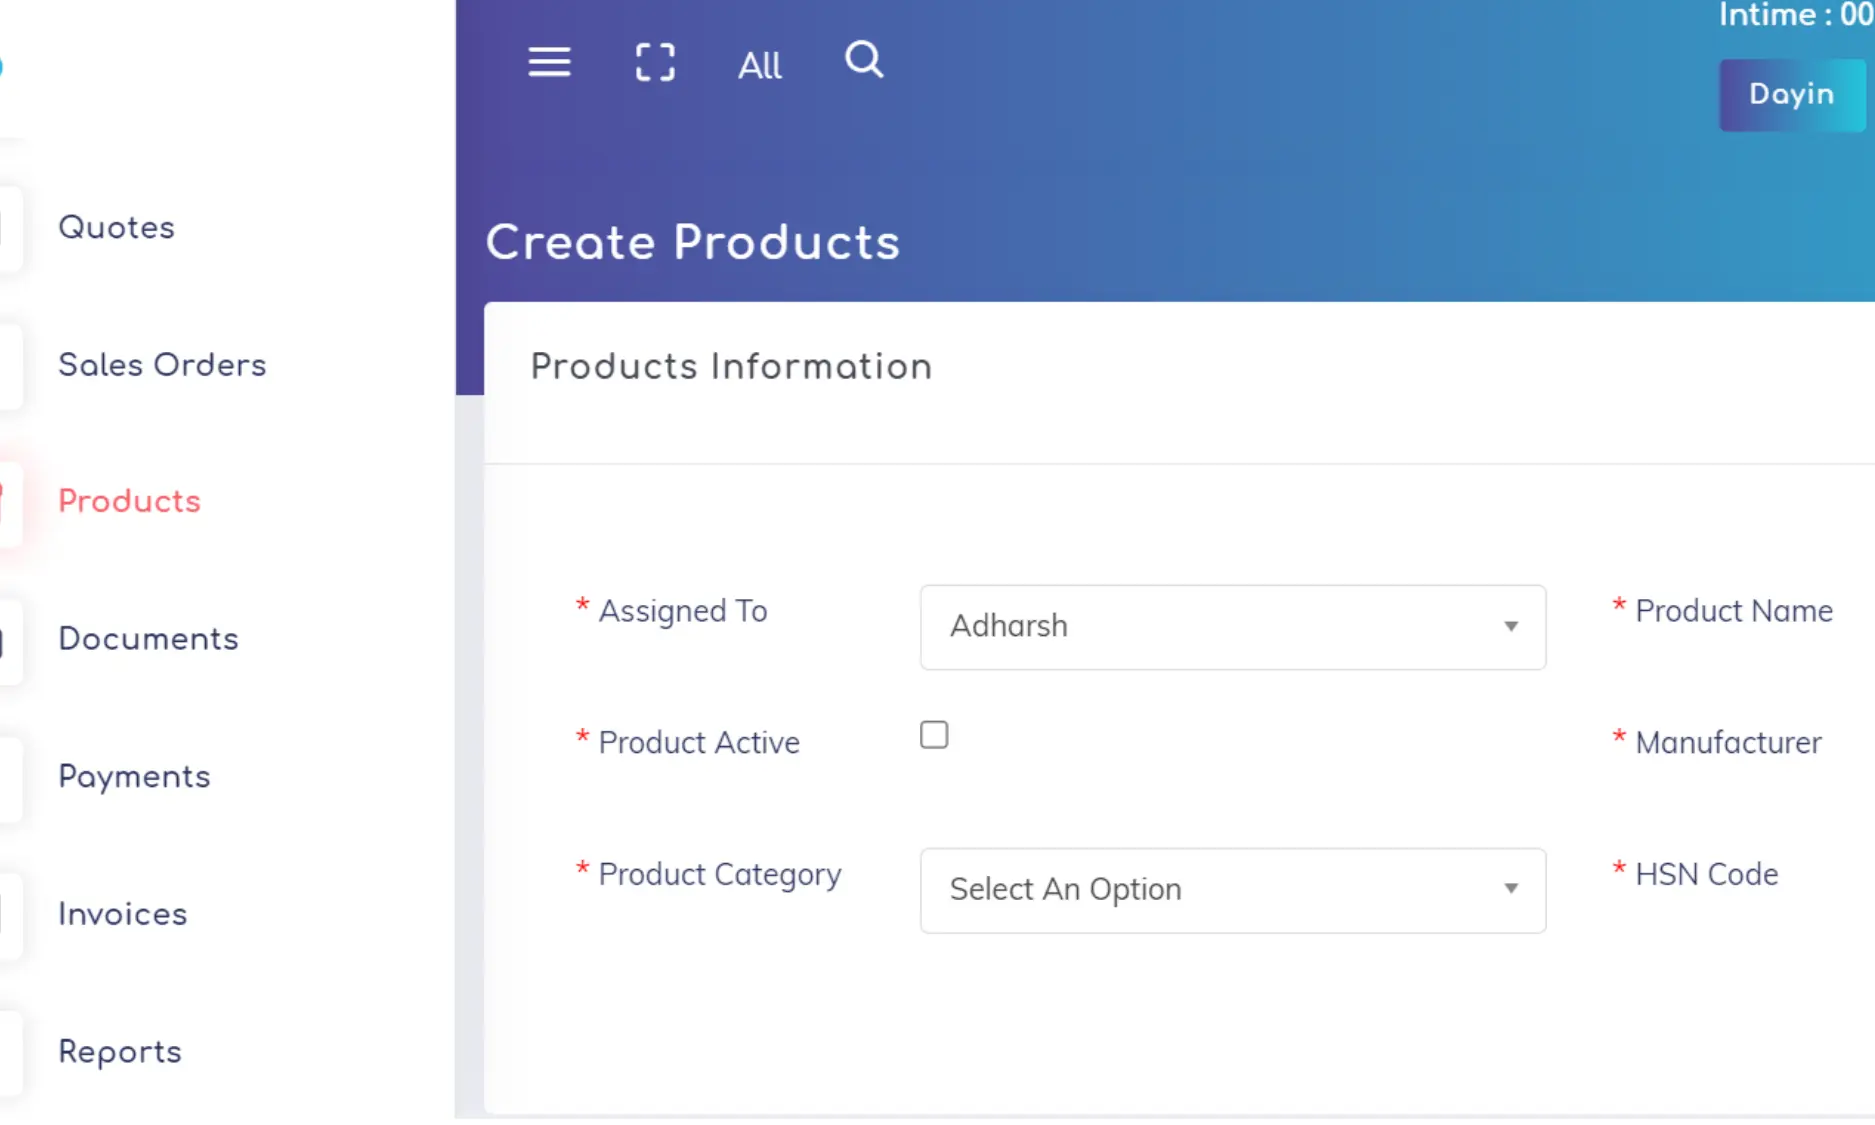 Quotes
Sales Orders
Products
Documents
Payments
Invoices
Reports
All
Intime : 00
Dayin
Create Products
Products Information
* Assigned To
Adharsh
* Product Name
* Product Active
* Manufacturer
* Product Category
Select An Option
* HSN Code